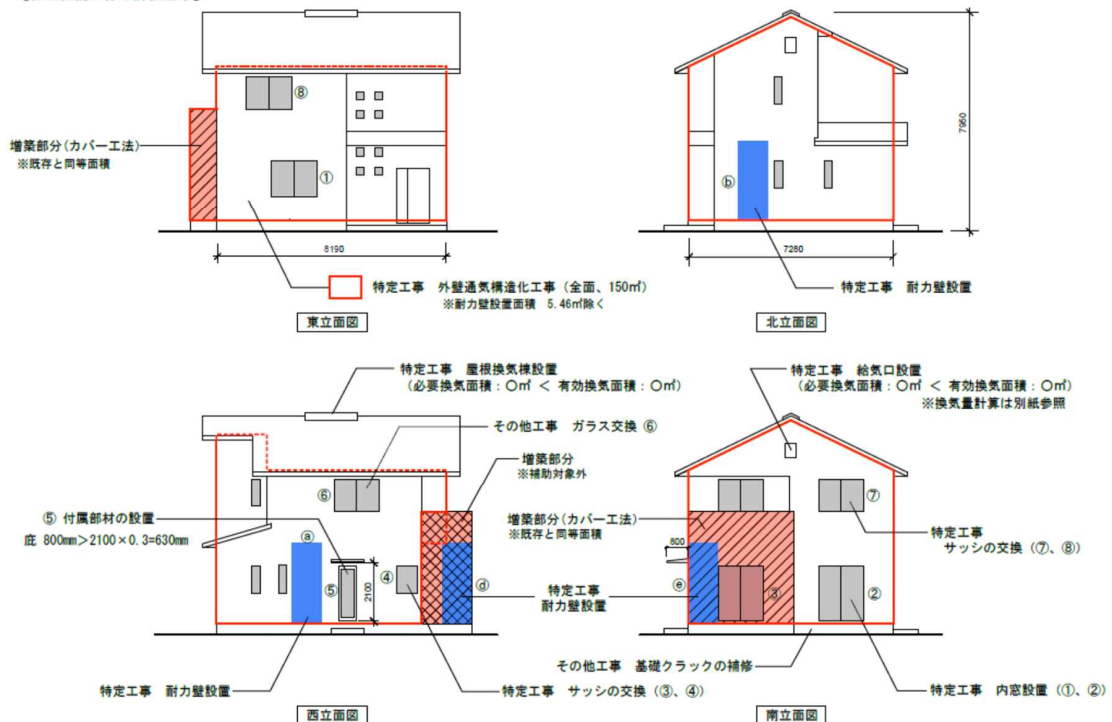 ⑧
増築部分(カバー工法)
※既存と同等面積
①
8190
特定工事 外壁通気構造化工事 (全面、150㎡)
※耐力壁設置面積 5.46㎡除く
東立面図
ⓑ
7950
7280
特定工事 耐力壁設置
北立面図
特定工事 屋根換気棟設置
(必要換気面積:〇㎡ < 有効換気面積:〇㎡)
その他工事 ガラス交換 ⑥
増築部分
※補助対象外
⑥
⑤ 付属部材の設置
庇 800mm>2100×0.3=630mm
ⓐ
④
⑤
2100
ⓓ
特定工事
耐力壁設置
特定工事 耐力壁設置
特定工事 サッシの交換 (③、④)
西立面図
特定工事 給気口設置
(必要換気面積:〇㎡ < 有効換気面積:〇㎡)
※換気量計算は別紙参照
⑦
増築部分(カバー工法)
※既存と同等面積
特定工事
サッシの交換 (⑦、⑧)
800
ⓔ
③
②
その他工事 基礎クラックの補修
特定工事 内窓設置 (①、②)
南立面図